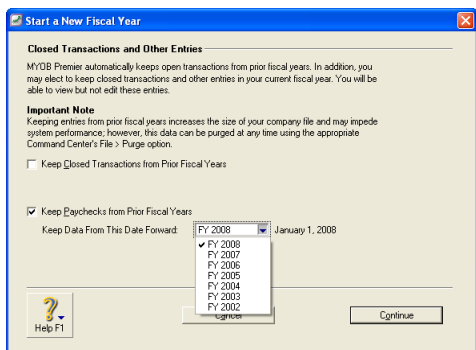 Start a New Fiscal Year
Closed Transactions and Other Entries
MYOB Premier automatically keeps open transactions from prior fiscal years. In addition, you
may elect to keep closed transactions and other entries in your current fiscal year. You will be
able to view but not edit these entries.
Important Note
Keeping entries from prior fiscal years increases the size of your company file and may impede
system performance; however, this data can be purged at any time using the appropriate
Command Center's File > Purge option.
Keep Closed Transactions from Prior Fiscal Years
Keep Paychecks from Prior Fiscal Years
Keep Data From This Date Forward: FY 2008 January 1, 2008
FY 2008
FY 2007
FY 2006
FY 2005
FY 2004
FY 2003
FY 2002
Help F1
Cancel
Continue